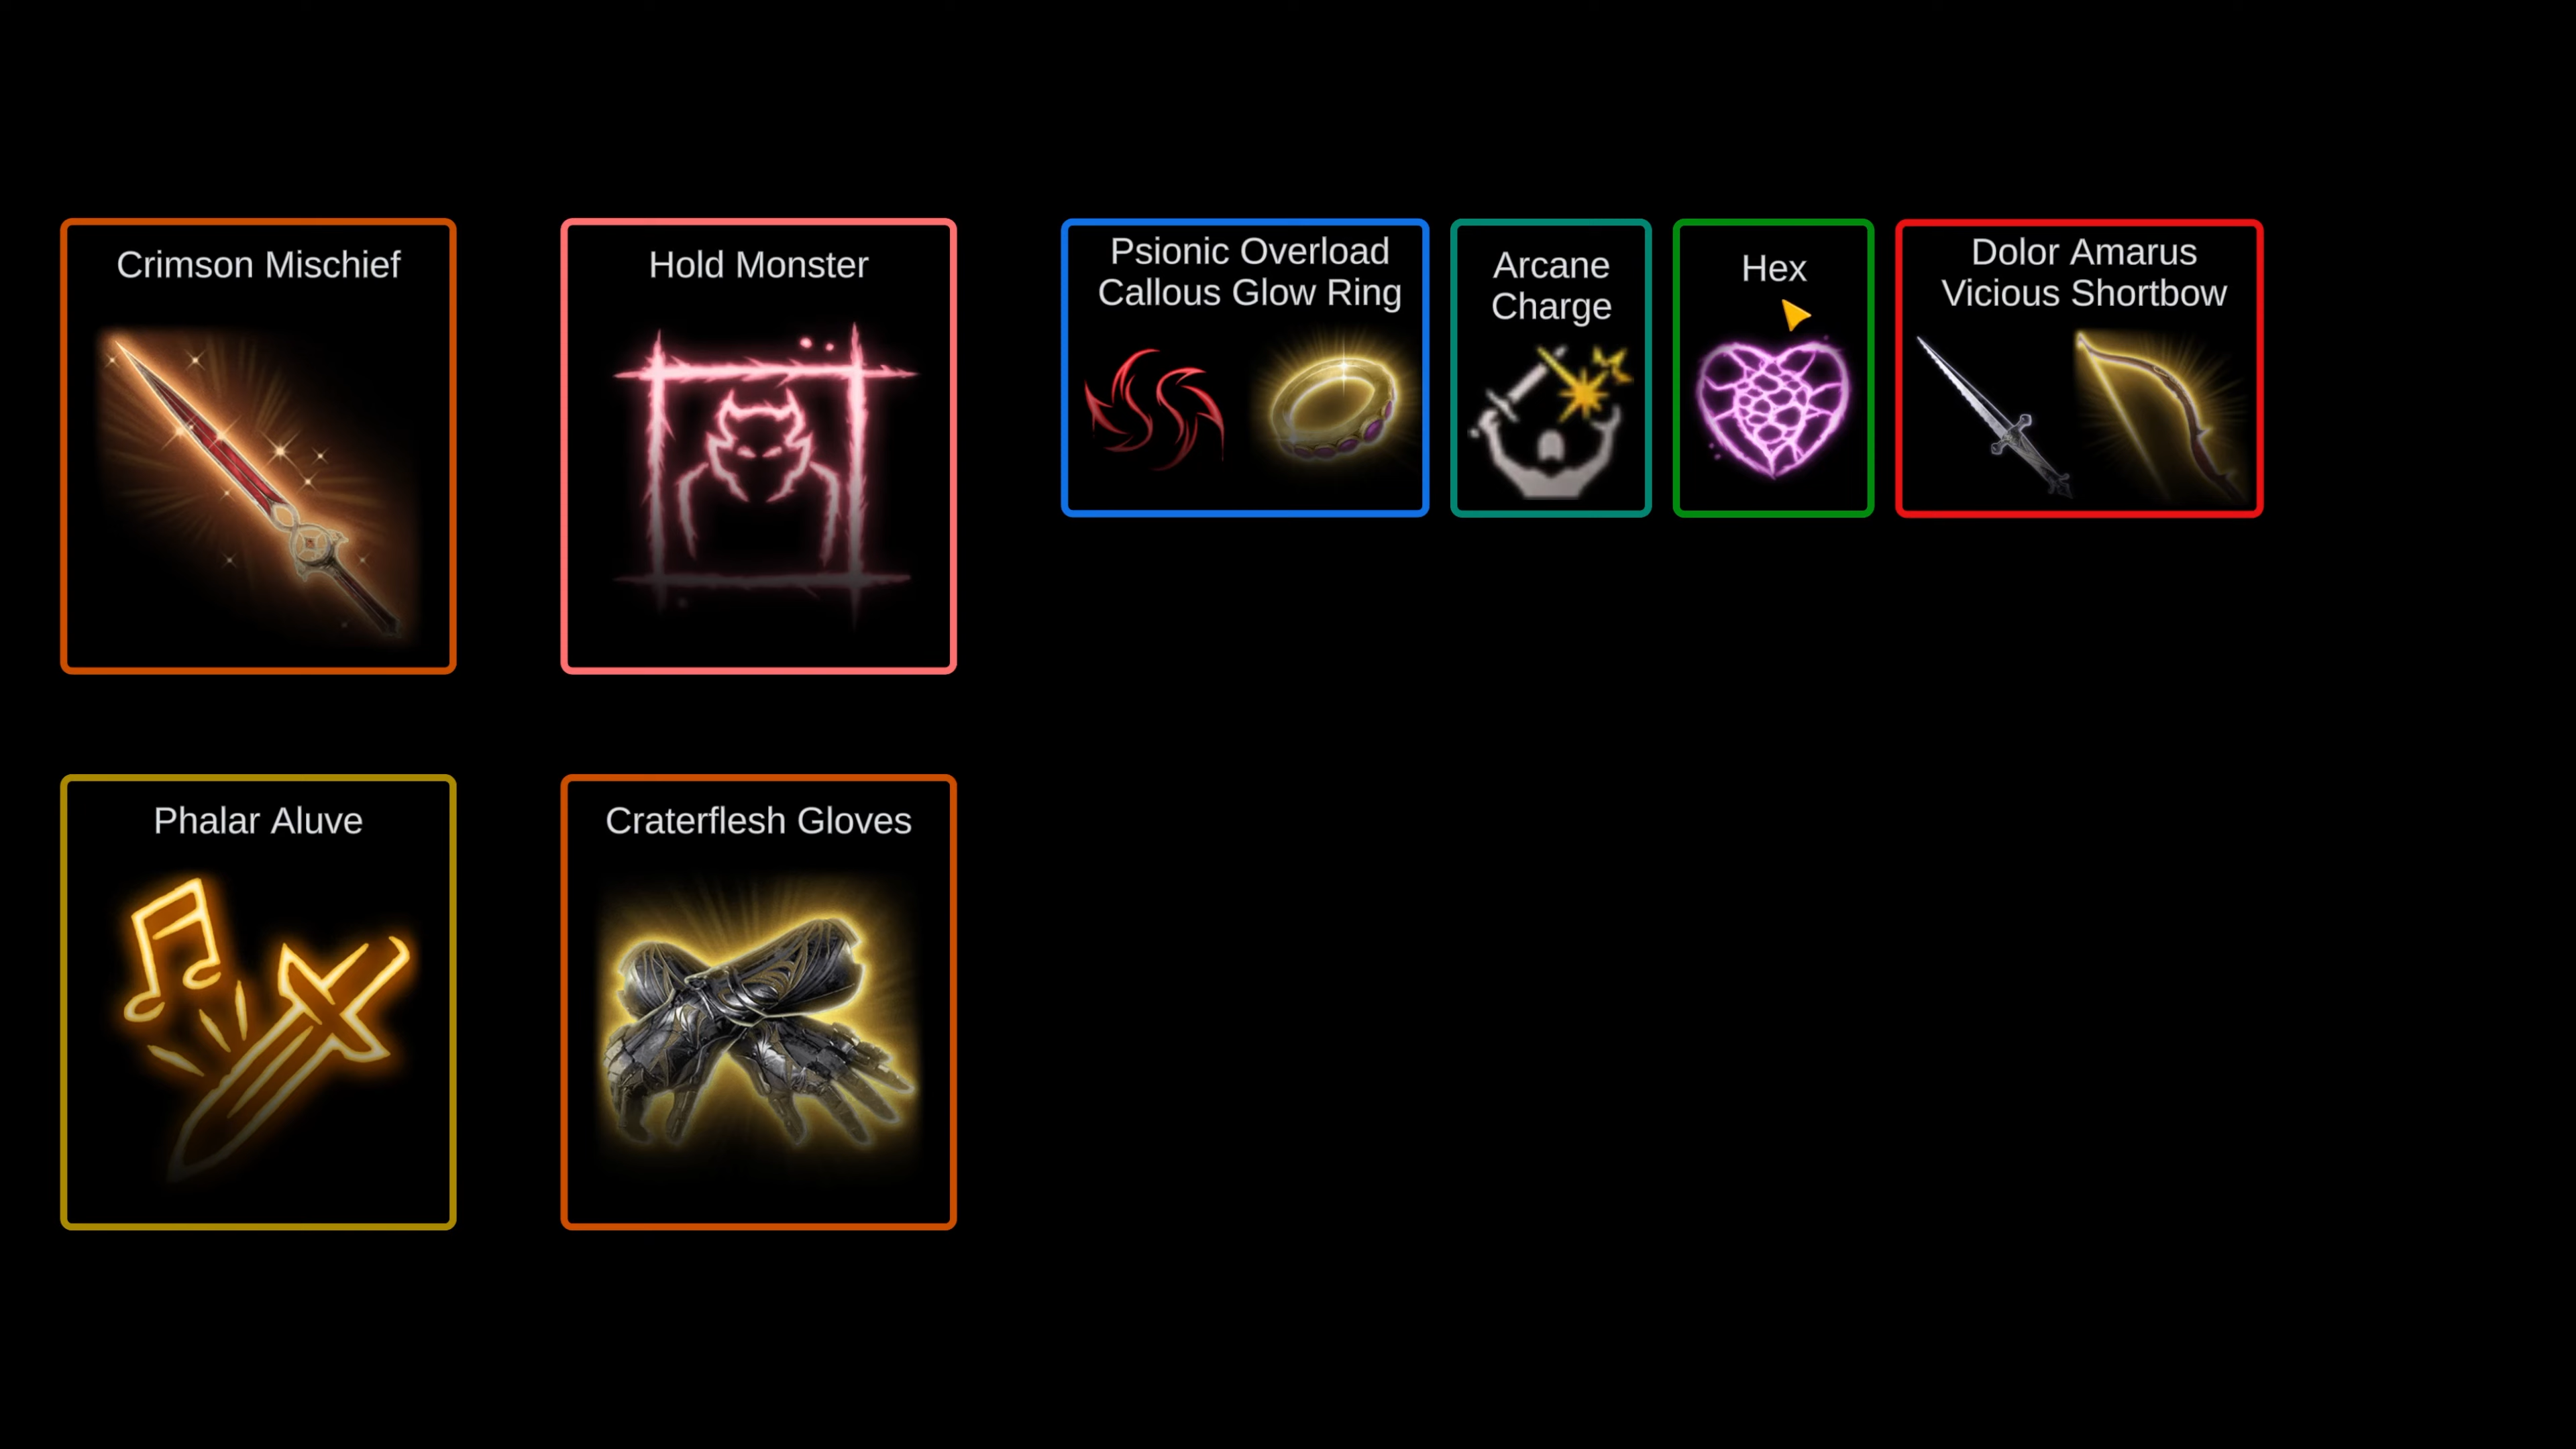 Crimson Mischief
Hold Monster
Psionic Overload
Callous Glow Ring
Arcane
Charge
Hex
Dolor Amarus
Vicious Shortbow
Phalar Aluve
Craterflesh Gloves